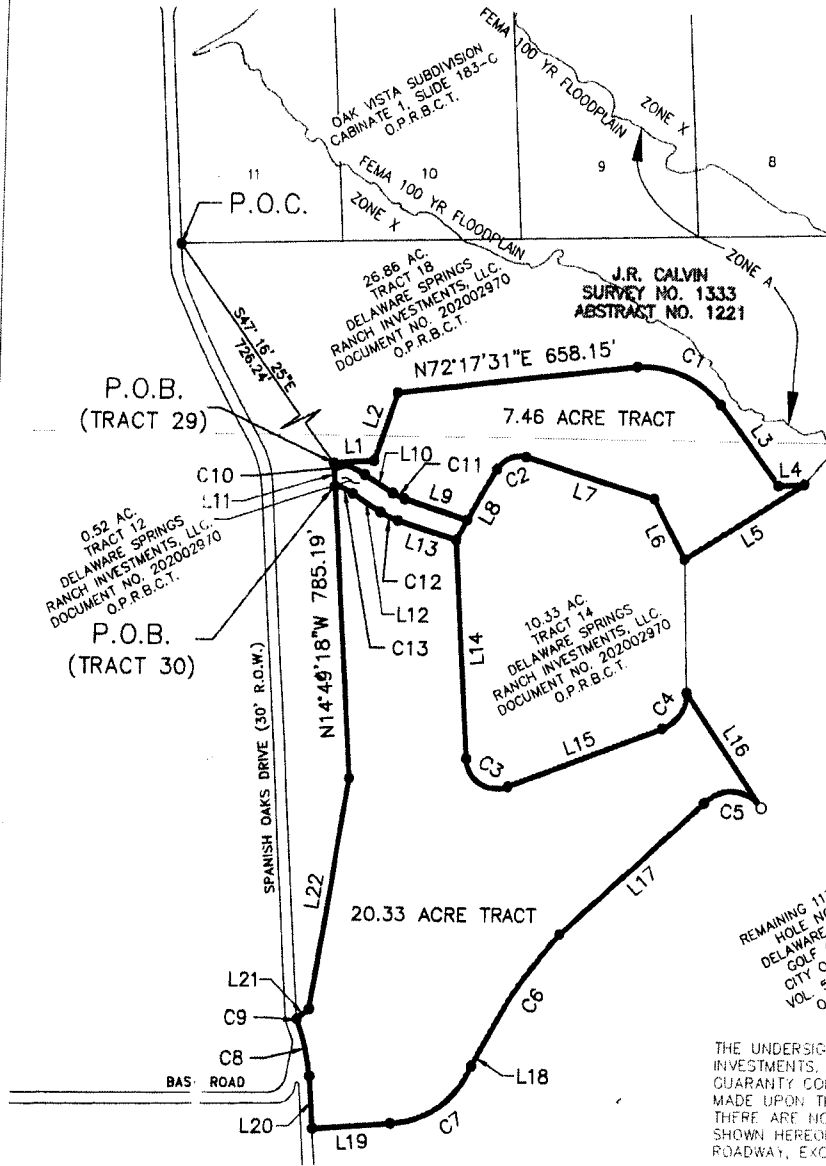 OAK VISTA SUBDIVISION
CABINATE 1, SLIDE 183-C
O.P.R.B.C.T.
FEMA 100 YR FLOODPLAIN
ZONE X
11
10
9
8
P.O.C.
FEMA 100 YR FLOODPLAIN
ZONE X
ZONE A
S47° 16' 25"E
726.24'
26.86 AC.
TRACT 18
DELAWARE SPRINGS
RANCH INVESTMENTS, LLC.
DOCUMENT NO. 202002970
O.P.R.B.C.T.
J.R. CALVIN
SURVEY NO. 1333
ABSTRACT NO. 1221
N72°17'31"E 658.15'
C1
P.O.B.
(TRACT 29)
L2
7.46 ACRE TRACT
L3
L1
L10
C11
C2
L4
C10
L11
L9
L8
L7
L6
L5
0.52 AC.
TRACT 12
DELAWARE SPRINGS
RANCH INVESTMENTS, LLC.
DOCUMENT NO. 202002970
O.P.R.B.C.T.
L13
C12
L12
C13
P.O.B.
(TRACT 30)
N14°49'18"W 785.19'
L14
10.33 AC.
TRACT 14
DELAWARE SPRINGS
RANCH INVESTMENTS, LLC.
DOCUMENT NO. 202002970
O.P.R.B.C.T.
C4
L16
L15
C3
C5
SPANISH OAKS DRIVE (30' R.O.W.)
L17
L22
20.33 ACRE TRACT
REMAINING
HOLE
DELAWARE
GOLF
CITY
VOL.
L21
C9
C6
C8
L18
BAS ROAD
C7
L20
L19
THE
INVESTMENTS,
GUARANTY
MADE UPON
THERE ARE
SHOWN
ROADWAY,